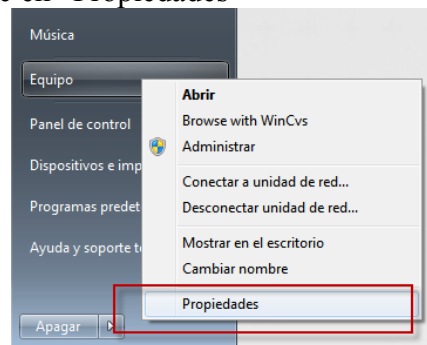 en "Propiedades"
Música
Equipo
Panel de control
Dispositivos e imp
Programas predet
Ayuda y soporte t
Apagar
Abrir
Browse with WinCvs
Administrar
Conectar a unidad de red...
Desconectar unidad de red...
Mostrar en el escritorio
Cambiar nombre
Propiedades